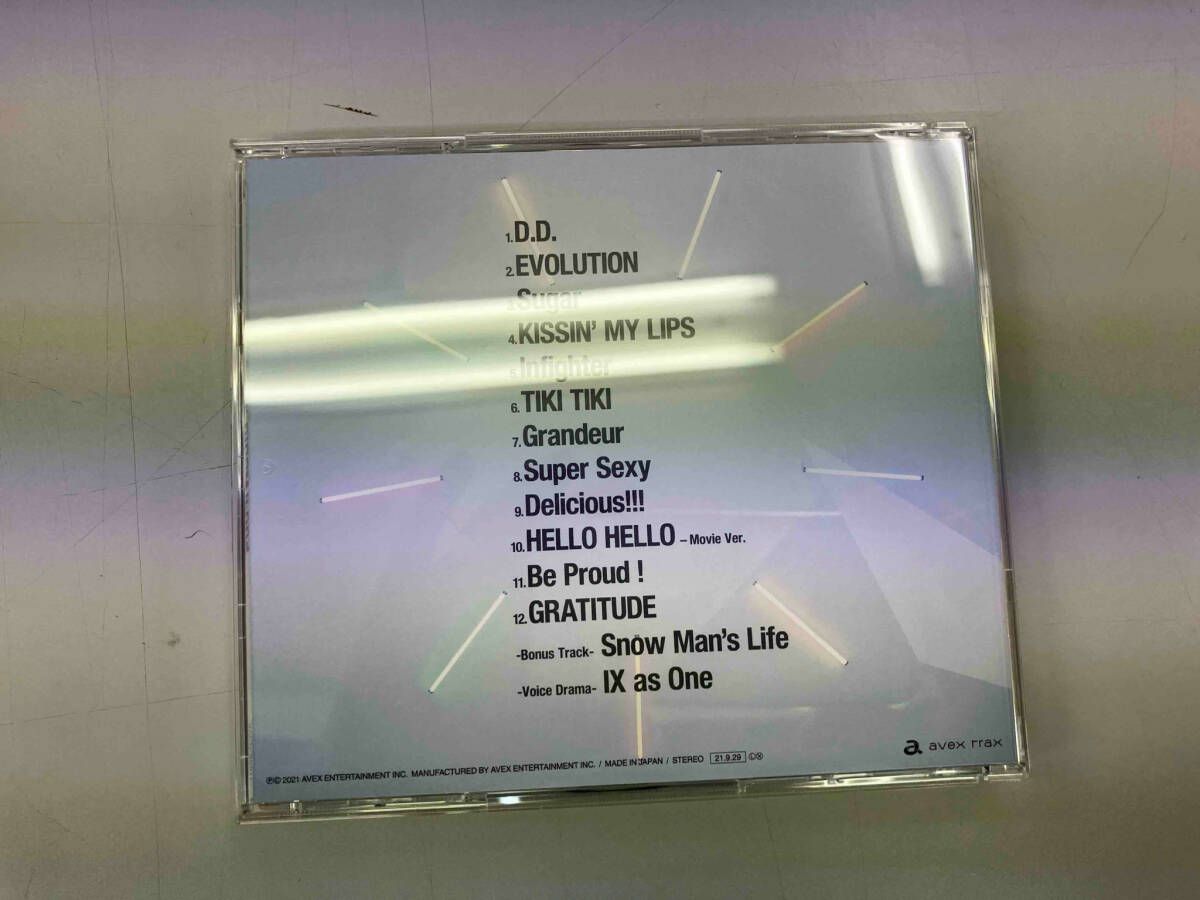 1.D.D.
2.EVOLUTION
3.Sugar
4.KISSIN' MY LIPS
5.Infighter
6.TIKI TIKI
7.Grandeur
8.Super Sexy
9.Delicious!!!
10.HELLO HELLO –Movie Ver.
11.Be Proud !
12.GRATITUDE
-Bonus Track- Snow Man's Life
-Voice Drama- IX as One
a avex trax
℗© 2021 AVEX ENTERTAINMENT INC. MANUFACTURED BY AVEX ENTERTAINMENT INC. / MADE IN JAPAN / STEREO 21.9.29 ⓁⓍ